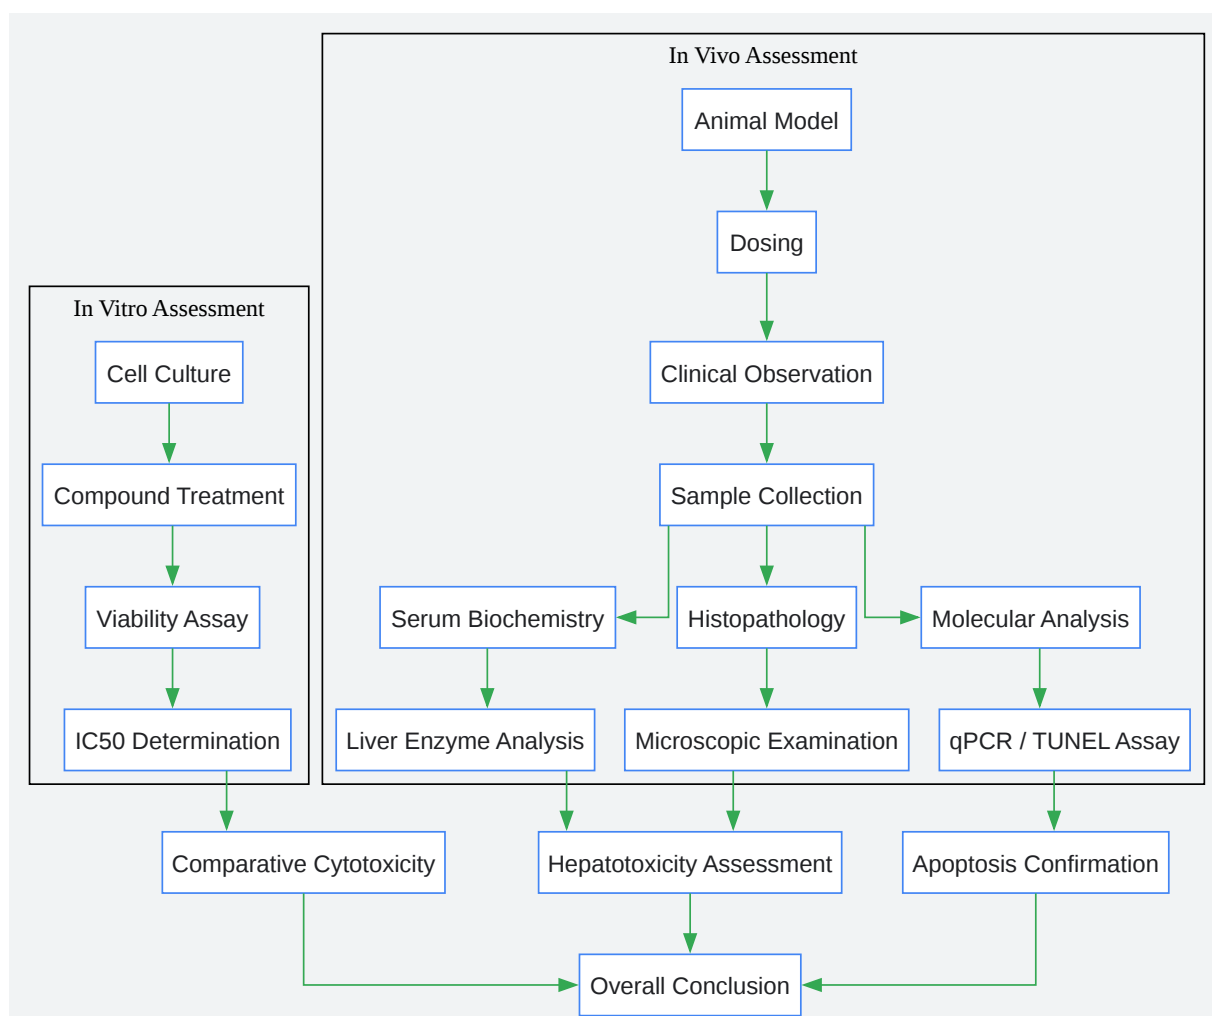 In Vivo Assessment
Animal Model
Dosing
Clinical Observation
Sample Collection
Serum Biochemistry
Histopathology
Molecular Analysis
Liver Enzyme Analysis
Microscopic Examination
qPCR / TUNEL Assay
In Vitro Assessment
Cell Culture
Compound Treatment
Viability Assay
IC50 Determination
Comparative Cytotoxicity
Hepatotoxicity Assessment
Apoptosis Confirmation
Overall Conclusion